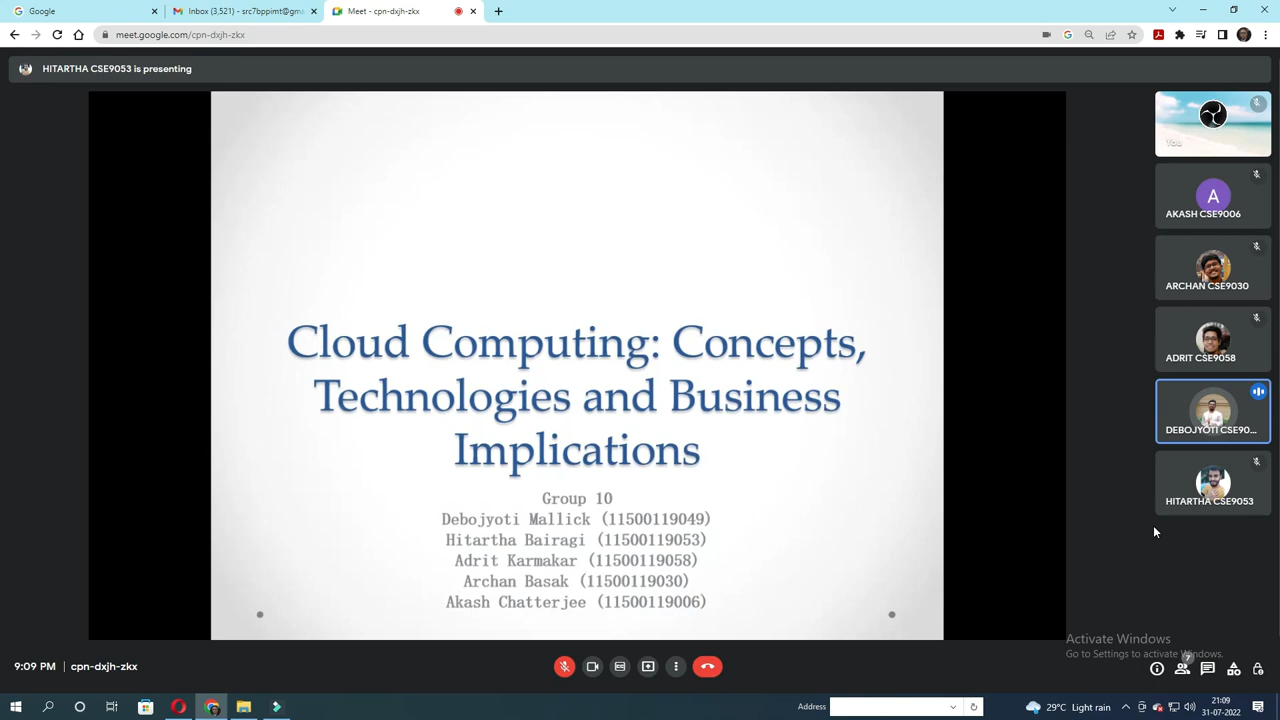 Google
Inbox (3,521) - src7bppimt@gma
Meet - cpn-dxjh-zkx
meet.google.com/cpn-dxjh-zkx
HITARTHA CSE9053 is presenting
Cloud Computing: Concepts,
Technologies and Business
Implications
Group 10
Debojyoti Mallick (11500119049)
Hitartha Bairagi (11500119053)
Adrit Karmakar (11500119058)
Archan Basak (11500119030)
Akash Chatterjee (11500119006)
You
A
AKASH CSE9006
ARCHAN CSE9030
ADRIT CSE9058
DEBOJYOTI CSE90...
HITARTHA CSE9053
Activate Windows
Go to Settings to activate Windows.
9:09 PM | cpn-dxjh-zkx
7
Address
29°C Light rain
21:09
31-07-2022